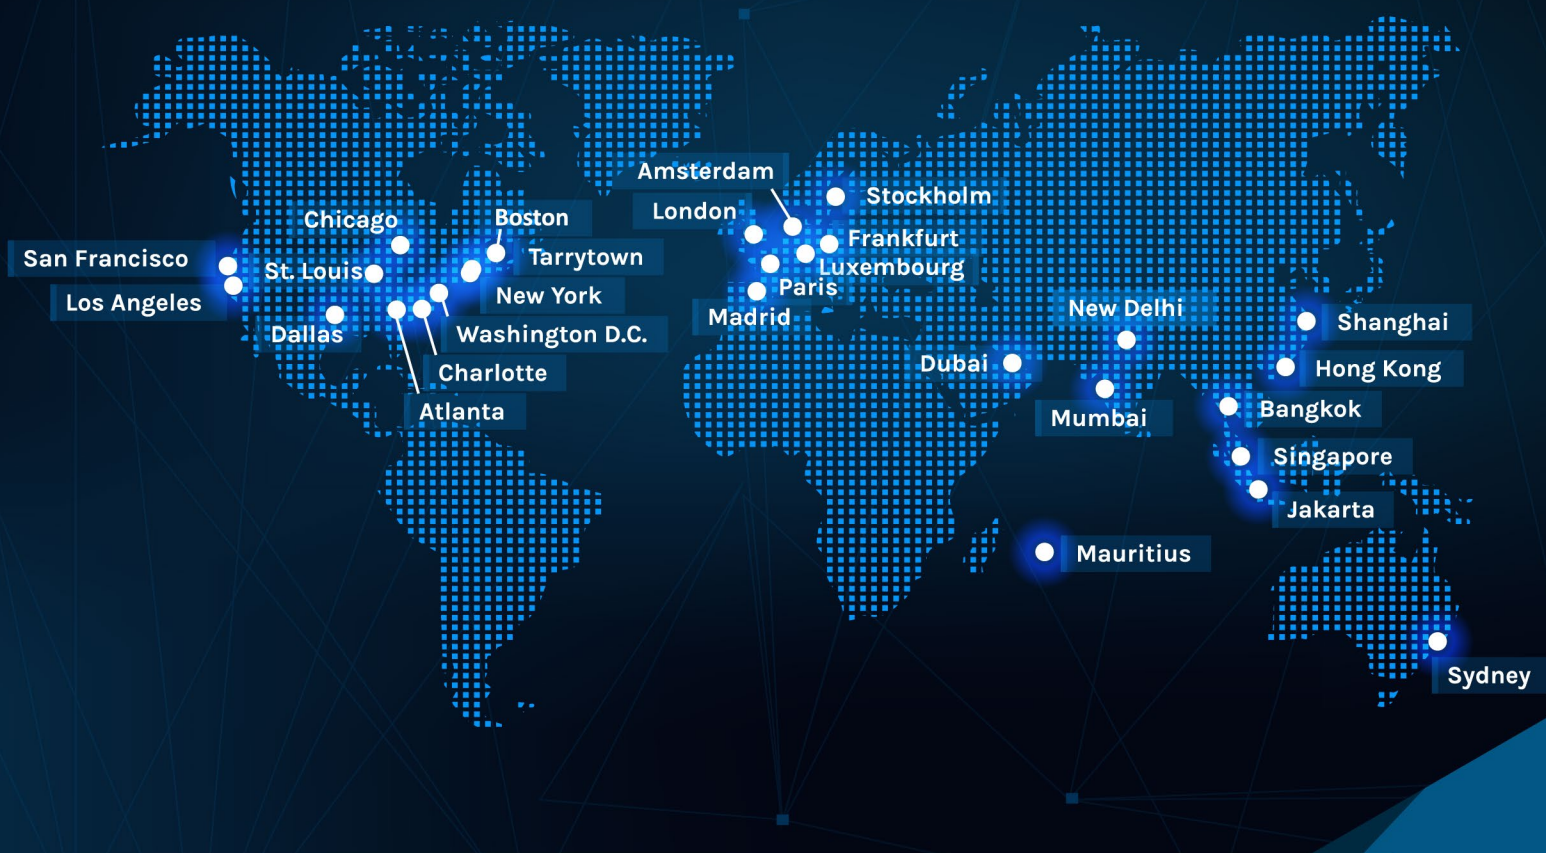 Amsterdam
Stockholm
London
Chicago
Boston
Frankfurt
San Francisco
Tarrytown
St. Louis
Luxembourg
Paris
Los Angeles
New York
New Delhi
Madrid
Shanghai
Dallas
Washington D.C.
Dubai
Hong Kong
Charlotte
Atlanta
Mumbai
Bangkok
Singapore
Jakarta
Mauritius
Sydney